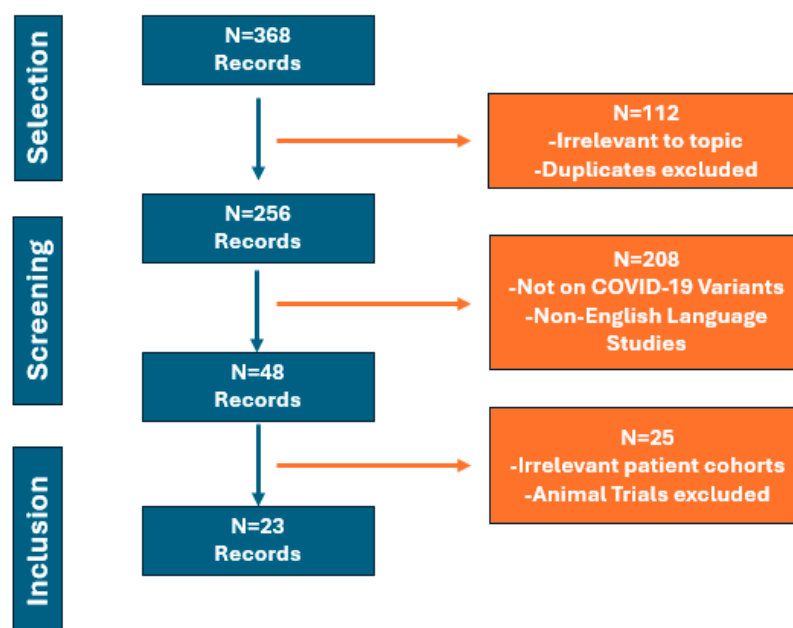 Selection
N=368
Records
N=112
-Irrelevant to topic
-Duplicates excluded
Screening
N=256
Records
N=208
-Not on COVID-19 Variants
-Non-English Language
Studies
N=48
Records
N=25
-Irrelevant patient cohorts
-Animal Trials excluded
Inclusion
N=23
Records